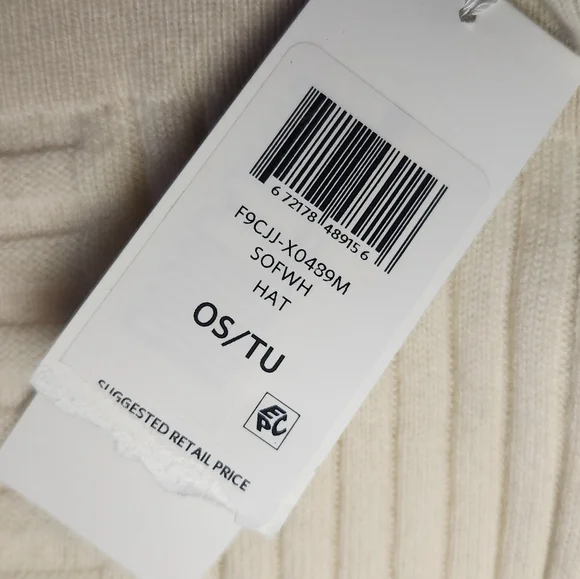 6 72178 48915 6
F9CJJ-X0489M
SOFWH
HAT
OS/TU
EPC
SUGGESTED RETAIL PRICE